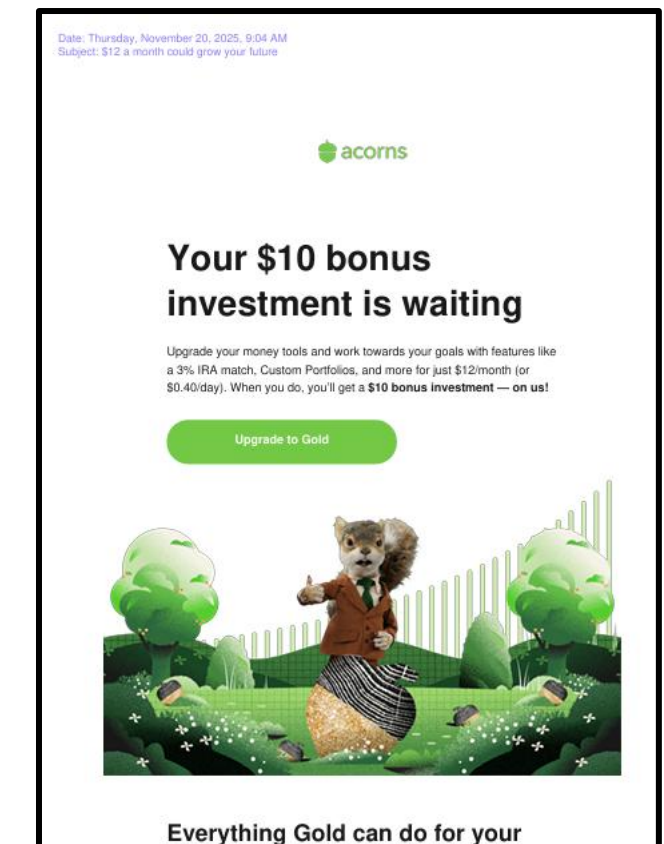 Date: Thursday, November 20, 2025, 9:04 AM
Subject: $12 a month could grow your future
acorns
Your $10 bonus
investment is waiting
Upgrade your money tools and work towards your goals with features like
a 3% IRA match, Custom Portfolios, and more for just $12/month (or
$0.40/day). When you do, you'll get a $10 bonus investment — on us!
Upgrade to Gold
Everything Gold can do for your